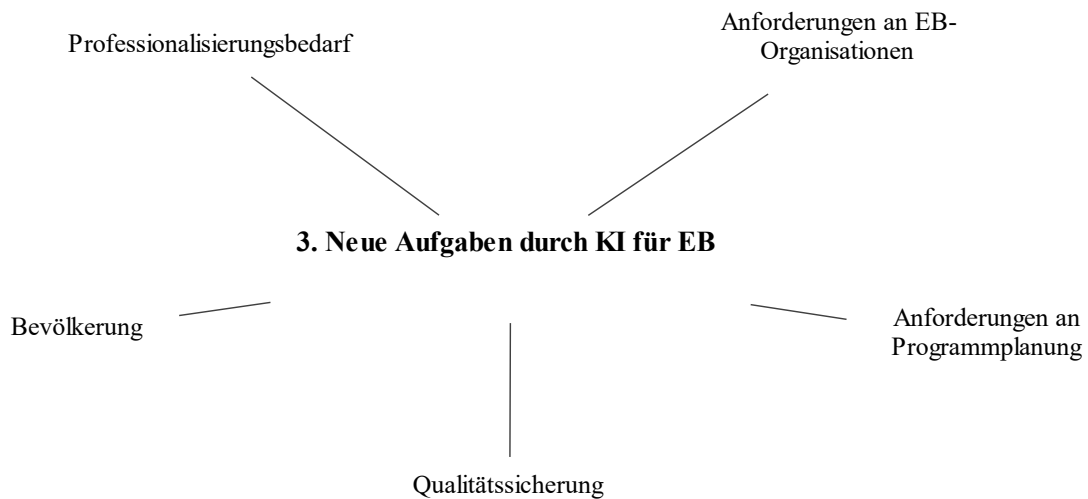 Professionalisierungsbedarf
Anforderungen an EB-
Organisationen
3. Neue Aufgaben durch KI für EB
Bevölkerung
Anforderungen an
Programmplanung
Qualitätssicherung